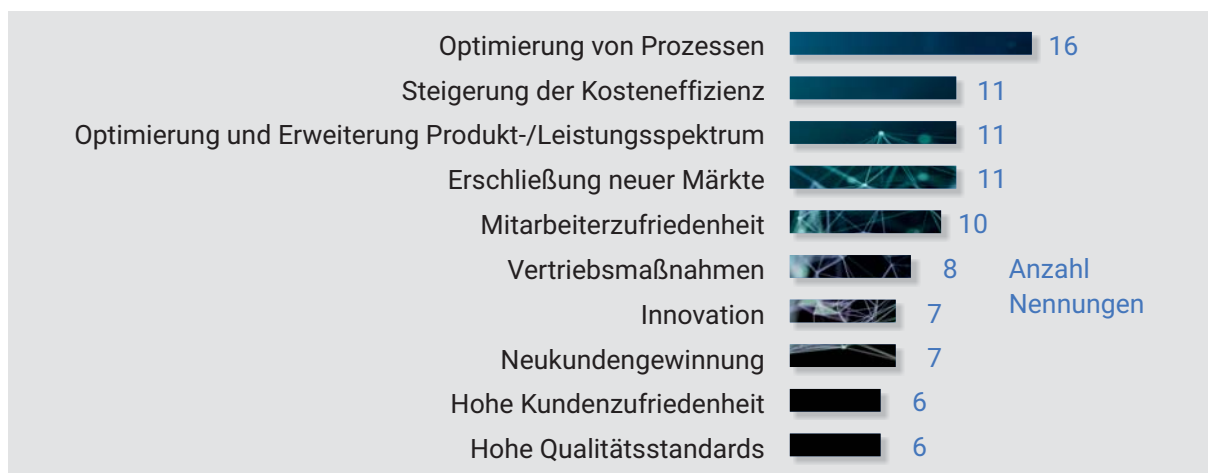 Optimierung von Prozessen 16
Steigerung der Kosteneffizienz 11
Optimierung und Erweiterung Produkt-/Leistungsspektrum 11
Erschließung neuer Märkte 11
Mitarbeiterzufriedenheit 10
Vertriebsmaßnahmen 8
Innovation 7
Neukundengewinnung 7
Hohe Kundenzufriedenheit 6
Hohe Qualitätsstandards 6
Anzahl
Nennungen